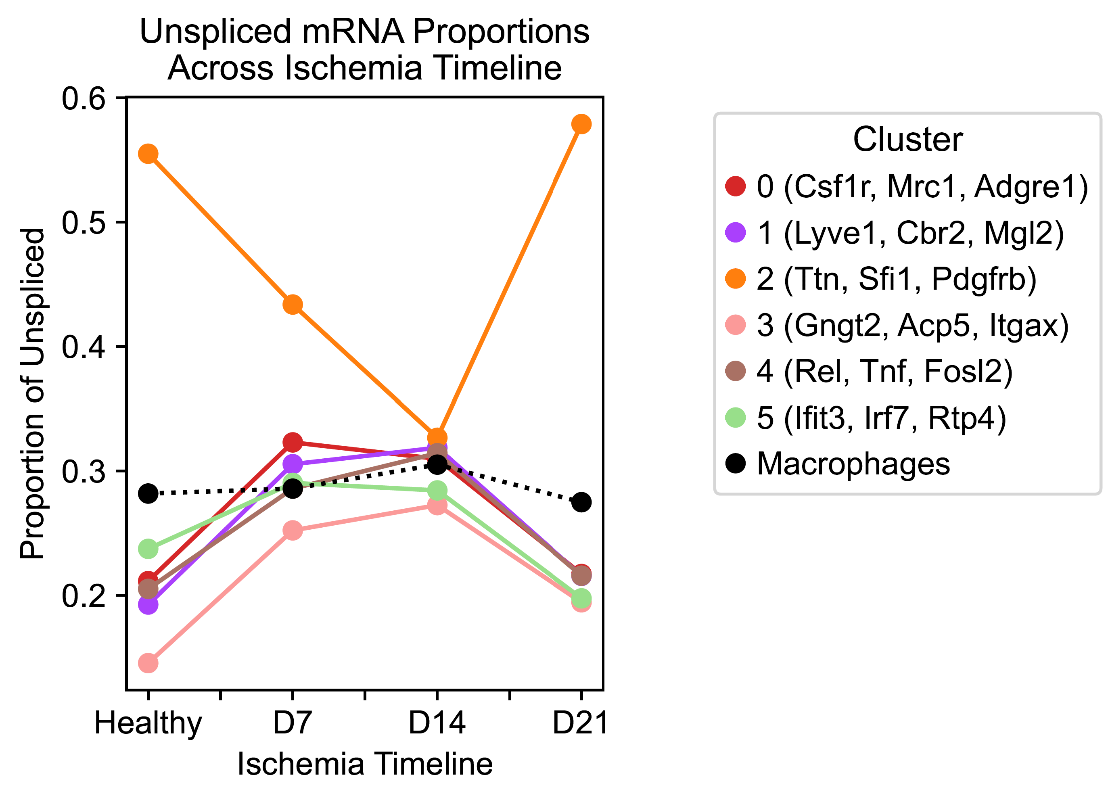 Unspliced mRNA Proportions
Across Ischemia Timeline
Proportion of Unspliced
0.6
0.5
0.4
0.3
0.2
Healthy
D7
D14
D21
Ischemia Timeline
Cluster
0 (Csf1r, Mrc1, Adgre1)
1 (Lyve1, Cbr2, Mgl2)
2 (Ttn, Sfi1, Pdgfrb)
3 (Gngt2, Acp5, Itgax)
4 (Rel, Tnf, Fosl2)
5 (Ifit3, Irf7, Rtp4)
Macrophages